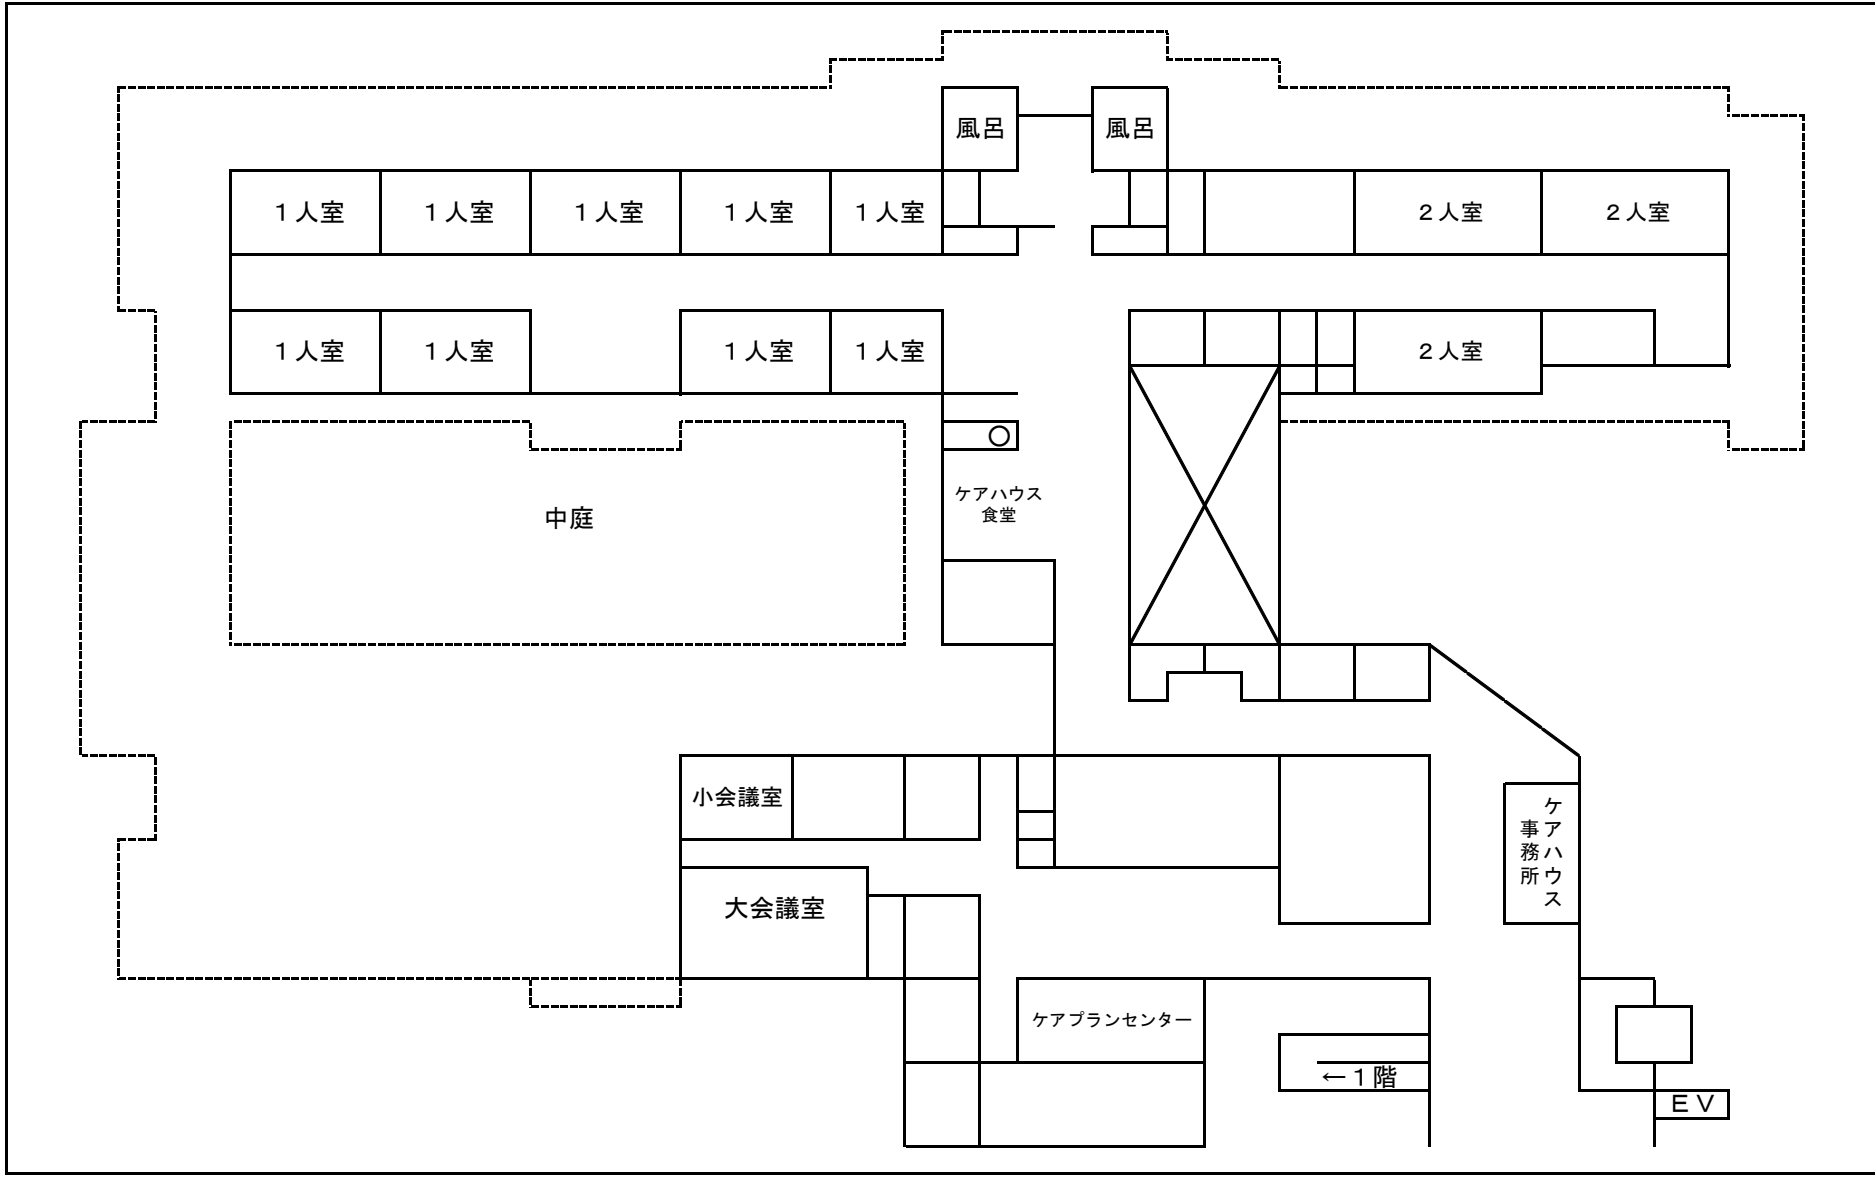 風呂
風呂
１人室
１人室
１人室
１人室
１人室
２人室
２人室
１人室
１人室
１人室
１人室
２人室
ケアハウス
食堂
中庭
小会議室
ケアハウス
事務所
大会議室
ケアプランセンター
←１階
ＥＶ